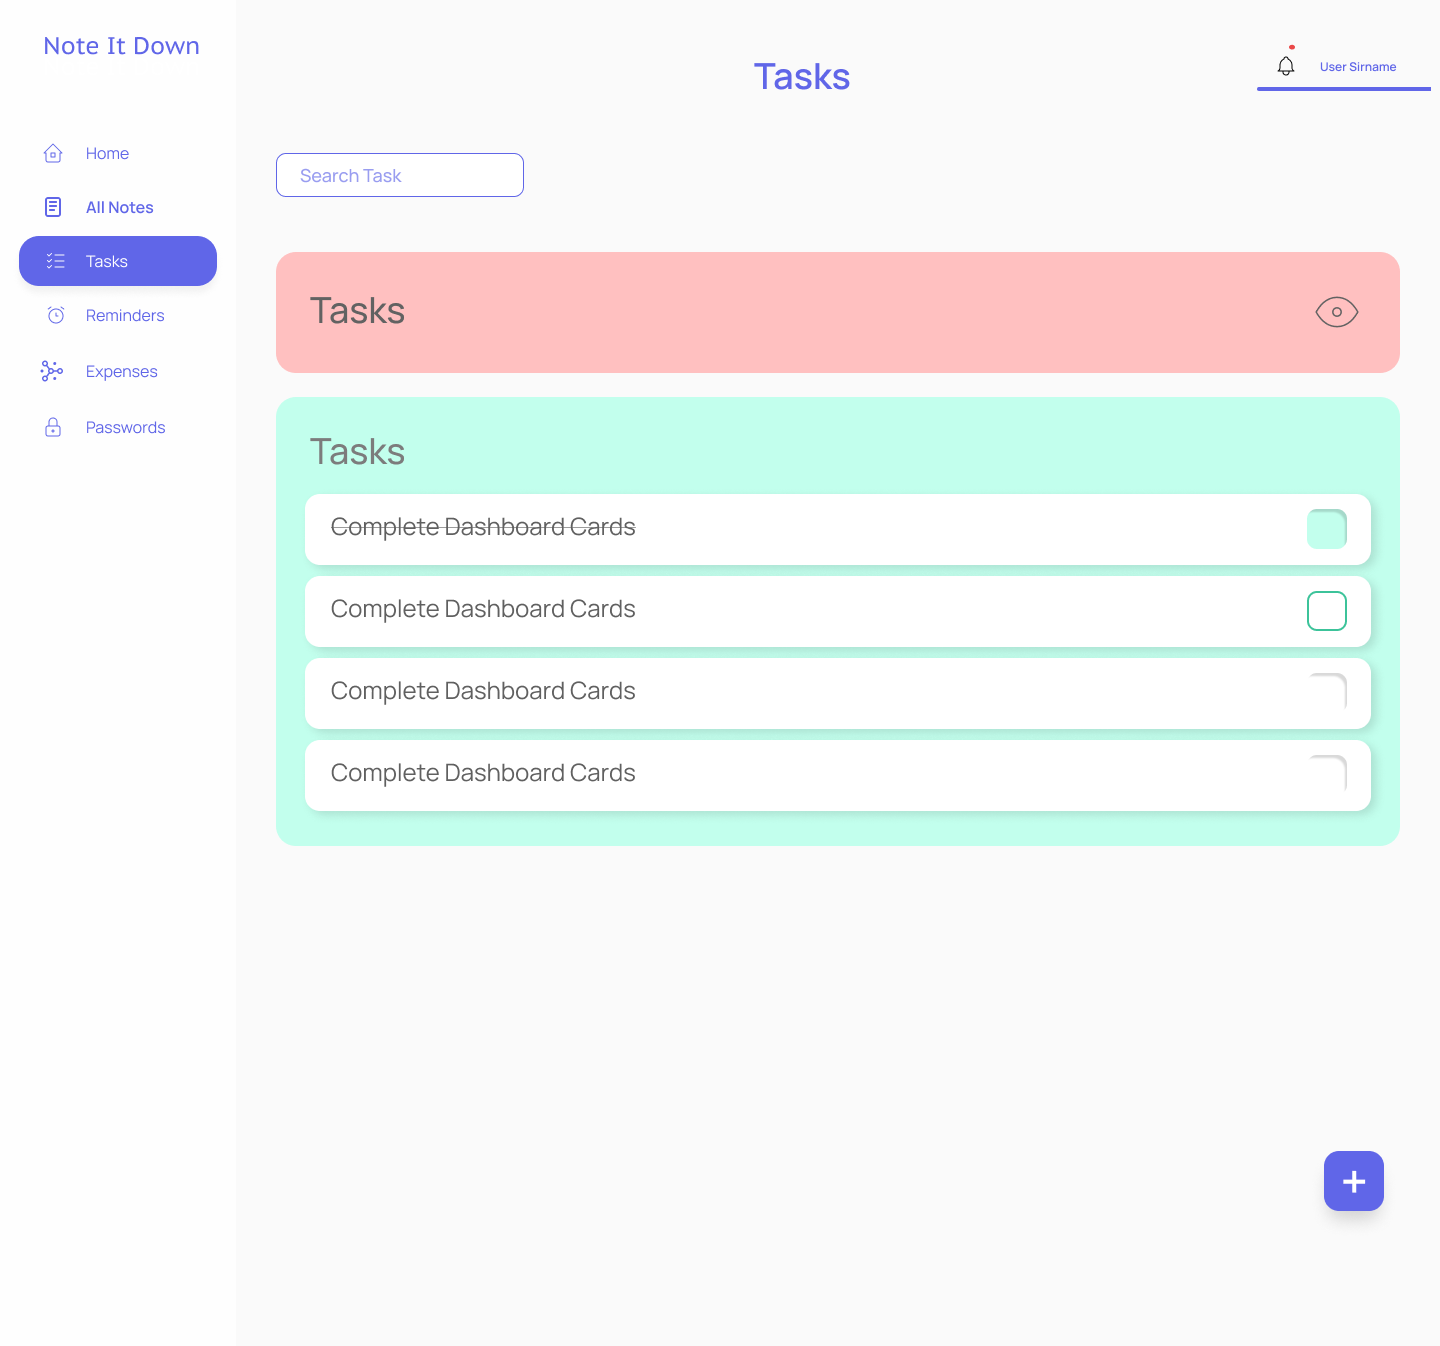 Note It Down
Home
All Notes
Tasks
Reminders
Expenses
Passwords
Tasks
User Sirname
Search Task
Tasks
Tasks
Complete Dashboard Cards
Complete Dashboard Cards
Complete Dashboard Cards
Complete Dashboard Cards